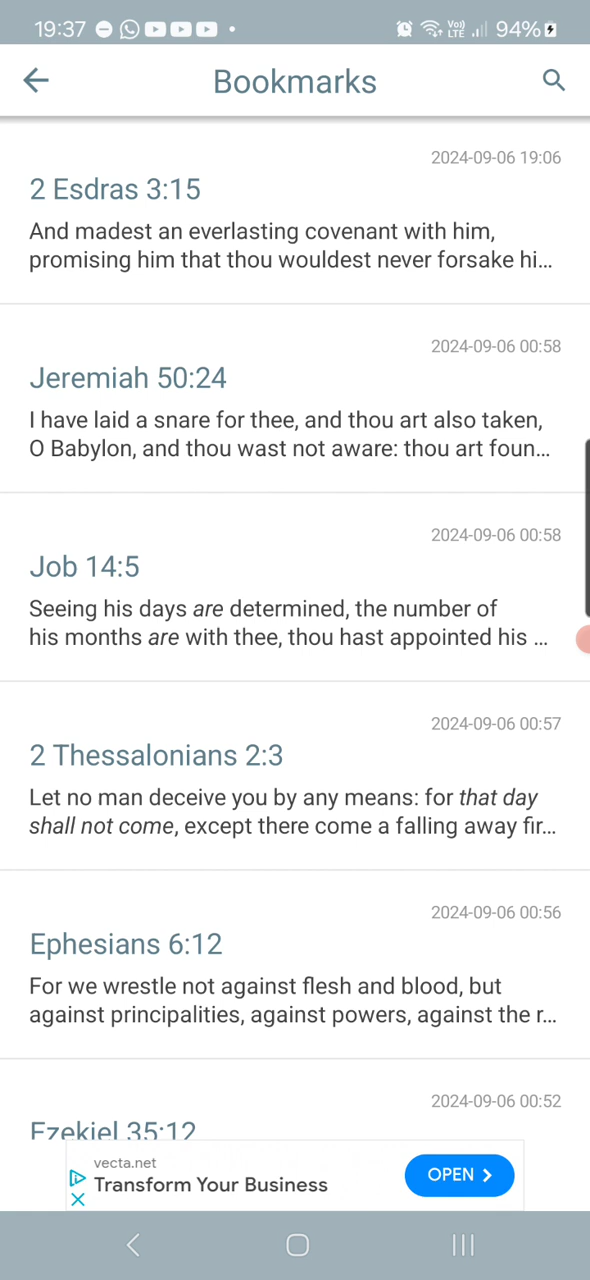 19:37
Vo))
LTE
94%
Bookmarks
2024-09-06 19:06
2 Esdras 3:15
And madest an everlasting covenant with him,
promising him that thou wouldest never forsake hi...
2024-09-06 00:58
Jeremiah 50:24
I have laid a snare for thee, and thou art also taken,
O Babylon, and thou wast not aware: thou art foun...
2024-09-06 00:58
Job 14:5
Seeing his days are determined, the number of
his months are with thee, thou hast appointed his ...
2024-09-06 00:57
2 Thessalonians 2:3
Let no man deceive you by any means: for that day
shall not come, except there come a falling away fir...
2024-09-06 00:56
Ephesians 6:12
For we wrestle not against flesh and blood, but
against principalities, against powers, against the r...
2024-09-06 00:52
Ezekiel 35:12
vecta.net
Transform Your Business
OPEN